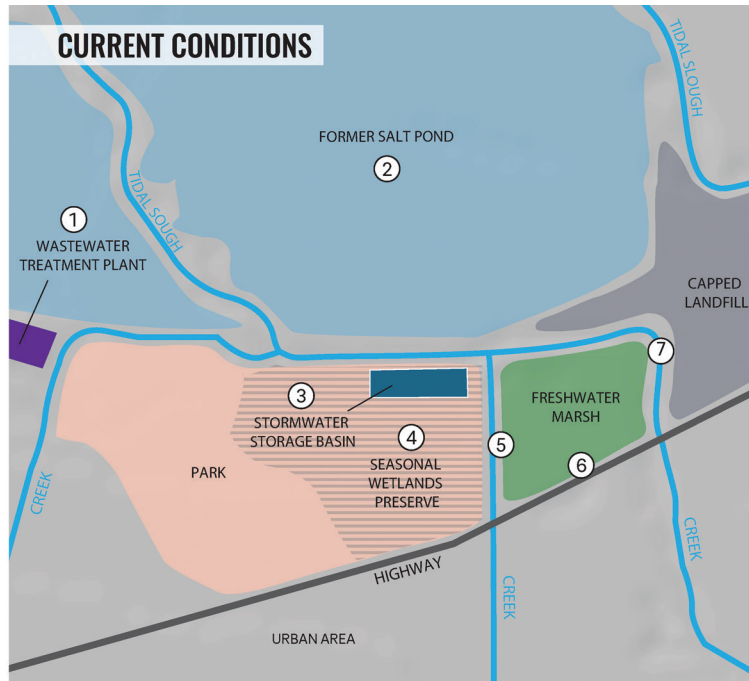 CURRENT CONDITIONS
TIDAL SLOUGH
FORMER SALT POND
2
TIDAL SOUGH
1
WASTEWATER
TREATMENT PLANT
CAPPED
LANDFILL
7
3
STORMWATER
STORAGE BASIN
FRESHWATER
MARSH
4
5
6
PARK
SEASONAL
WETLANDS
PRESERVE
CREEK
HIGHWAY
CREEK
CREEK
URBAN AREA